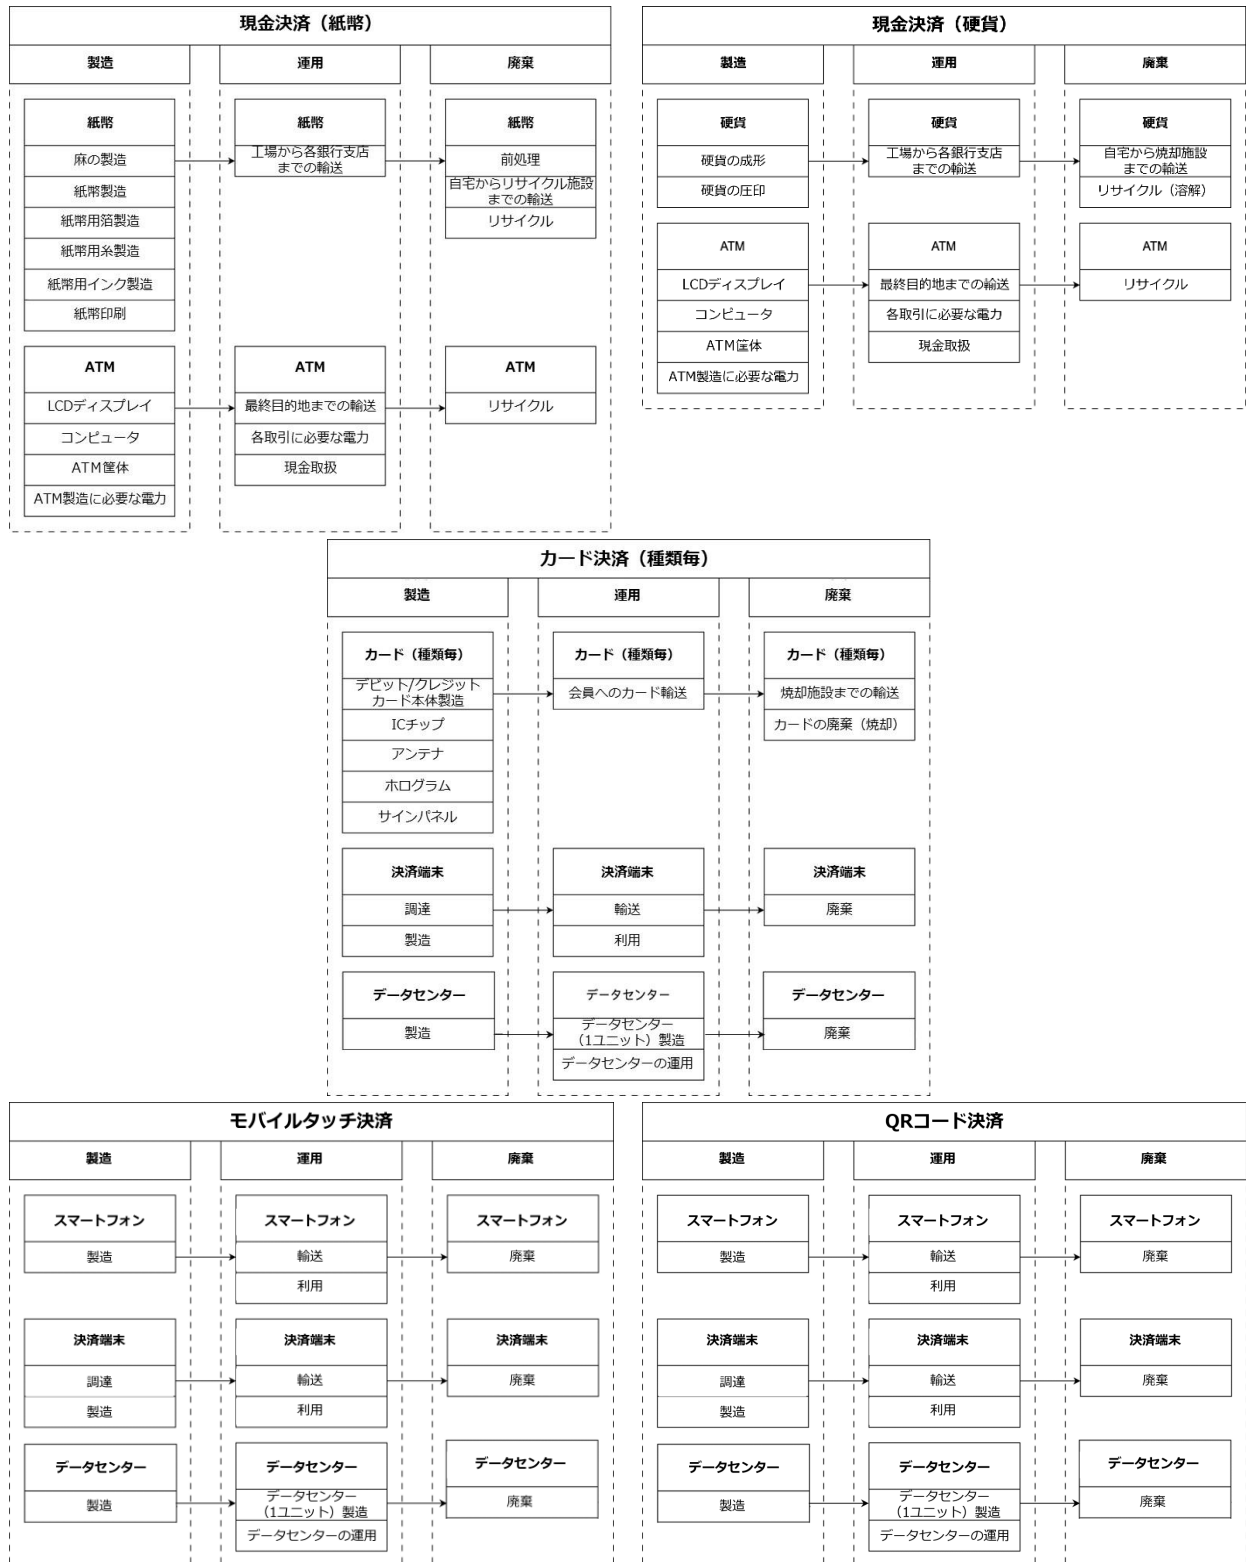 現金決済（紙幣）
製造
運用
廃棄
紙幣
麻の製造
紙幣製造
紙幣用箔製造
紙幣用糸製造
紙幣用インク製造
紙幣印刷
紙幣
工場から各銀行支店
までの輸送
紙幣
前処理
自宅からリサイクル施設
までの輸送
リサイクル
ATM
LCDディスプレイ
コンピュータ
ATM筐体
ATM製造に必要な電力
ATM
最終目的地までの輸送
各取引に必要な電力
現金取扱
ATM
リサイクル
現金決済（硬貨）
製造
運用
廃棄
硬貨
硬貨の成形
硬貨の圧印
硬貨
工場から各銀行支店
までの輸送
硬貨
自宅から焼却施設
までの輸送
リサイクル（溶解）
ATM
LCDディスプレイ
コンピュータ
ATM筐体
ATM製造に必要な電力
ATM
最終目的地までの輸送
各取引に必要な電力
現金取扱
ATM
リサイクル
カード決済（種類毎）
製造
運用
廃棄
カード（種類毎）
デビット/クレジット
カード本体製造
ICチップ
アンテナ
ホログラム
サインパネル
カード（種類毎）
会員へのカード輸送
カード（種類毎）
焼却施設までの輸送
カードの廃棄（焼却）
決済端末
調達
製造
決済端末
輸送
利用
決済端末
廃棄
データセンター
製造
データセンター
データセンター
（1ユニット）製造
データセンターの運用
データセンター
廃棄
モバイルタッチ決済
製造
運用
廃棄
スマートフォン
製造
スマートフォン
輸送
利用
スマートフォン
廃棄
決済端末
調達
製造
決済端末
輸送
利用
決済端末
廃棄
データセンター
製造
データセンター
データセンター
（1ユニット）製造
データセンターの運用
データセンター
廃棄
QRコード決済
製造
運用
廃棄
スマートフォン
製造
スマートフォン
輸送
利用
スマートフォン
廃棄
決済端末
調達
製造
決済端末
輸送
利用
決済端末
廃棄
データセンター
製造
データセンター
データセンター
（1ユニット）製造
データセンターの運用
データセンター
廃棄